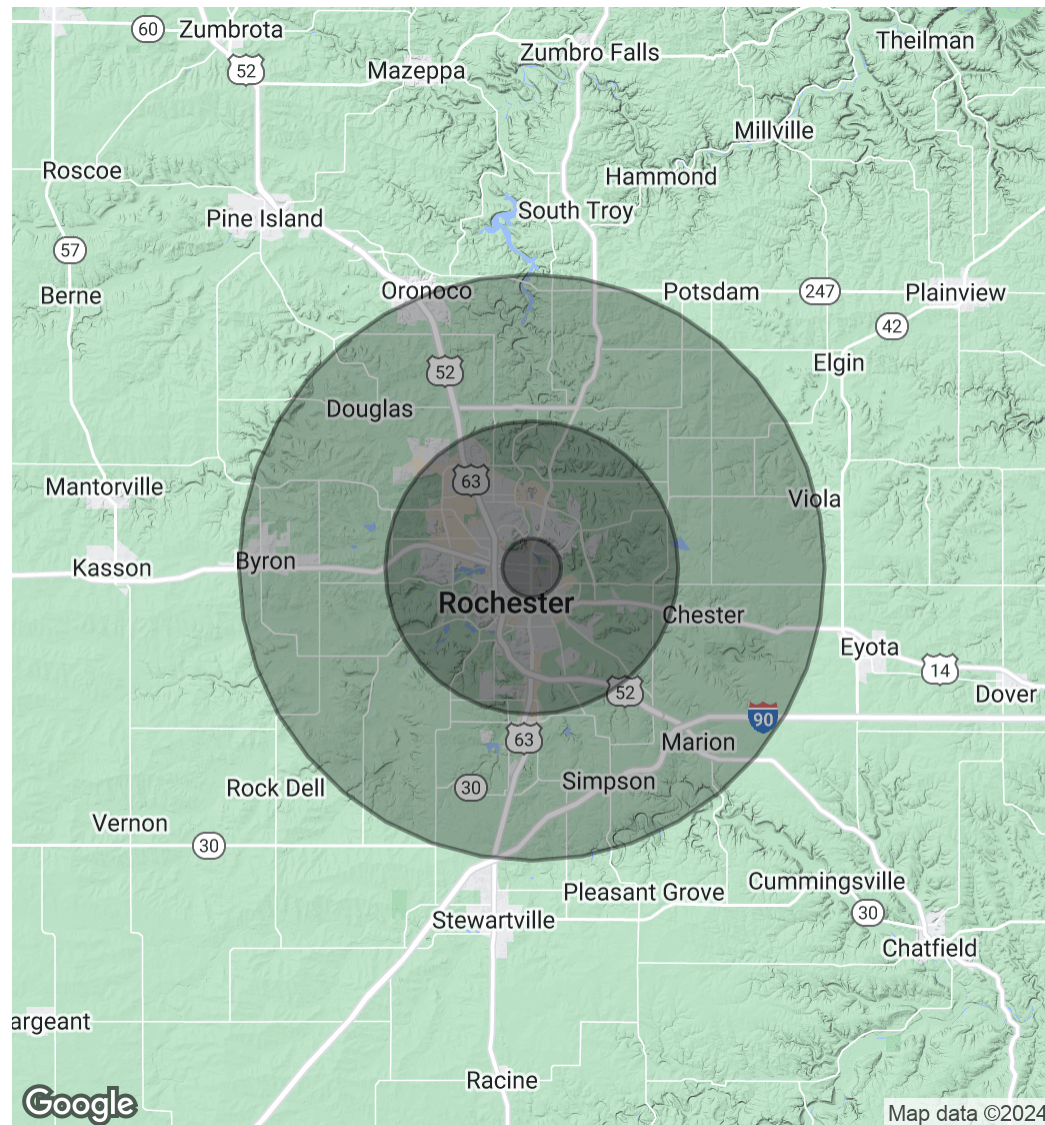 60
Zumbrota
Zumbro Falls
Theilman
52
Mazeppa
Millville
Roscoe
Hammond
Pine Island
South Troy
57
Berne
Oronoco
Potsdam
247
Plainview
42
52
Elgin
Douglas
63
Mantorville
Viola
Byron
Kasson
Rochester
Chester
Eyota
14
52
Dover
90
63
Marion
30
Simpson
Rock Dell
Vernon
30
Cummingsville
Pleasant Grove
30
Stewartville
Chatfield
argeant
Racine
Google
Map data ©2024